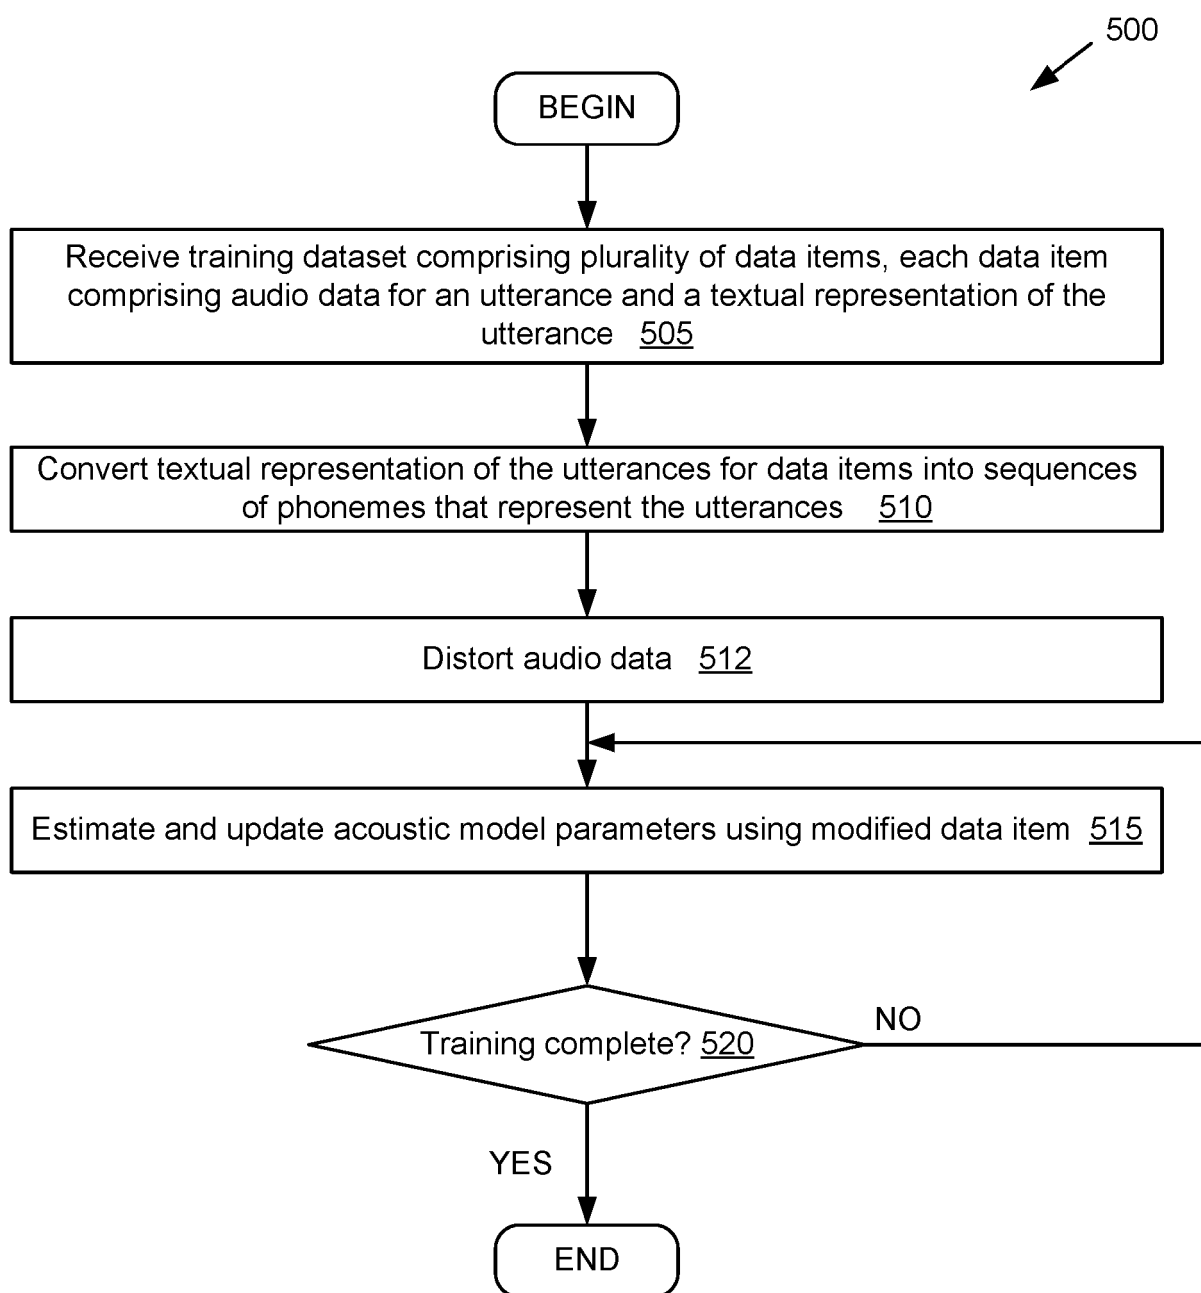 500
BEGIN
Receive training dataset comprising plurality of data items, each data item
comprising audio data for an utterance and a textual representation of the
utterance 505
Convert textual representation of the utterances for data items into sequences
of phonemes that represent the utterances 510
Distort audio data 512
Estimate and update acoustic model parameters using modified data item 515
Training complete? 520
NO
YES
END